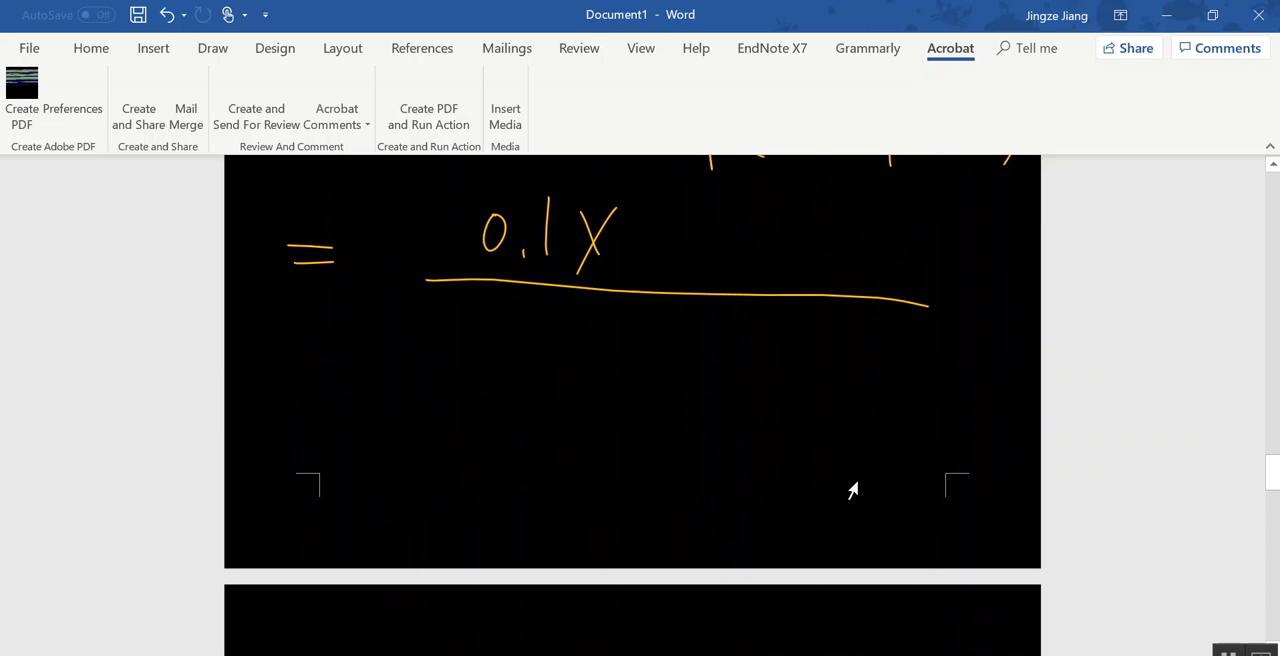 AutoSave Off Document1 - Word Jingze Jiang
File Home Insert Draw Design Layout References Mailings Review View Help EndNote X7 Grammarly Acrobat Tell me Share Comments
Create Preferences Create Mail Create and Acrobat Create PDF Insert
PDF and Share Merge Send For Review Comments and Run Action Media
Create Adobe PDF Create and Share Review And Comment Create and Run Action Media
= 0.1 X